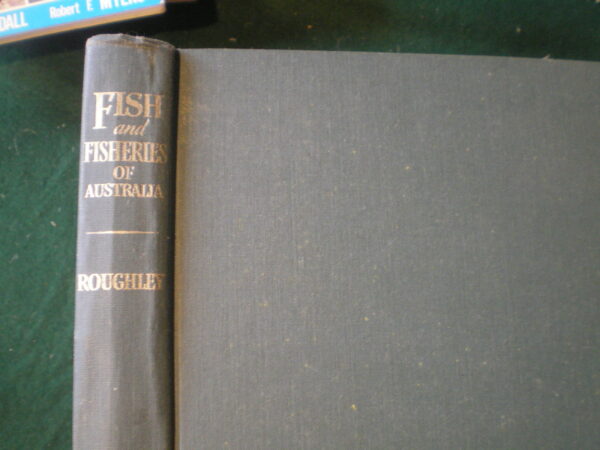 DALL Robert F. MYERS
FISH
and
FISHERIES
OF
AUSTRALIA
ROUGHLEY